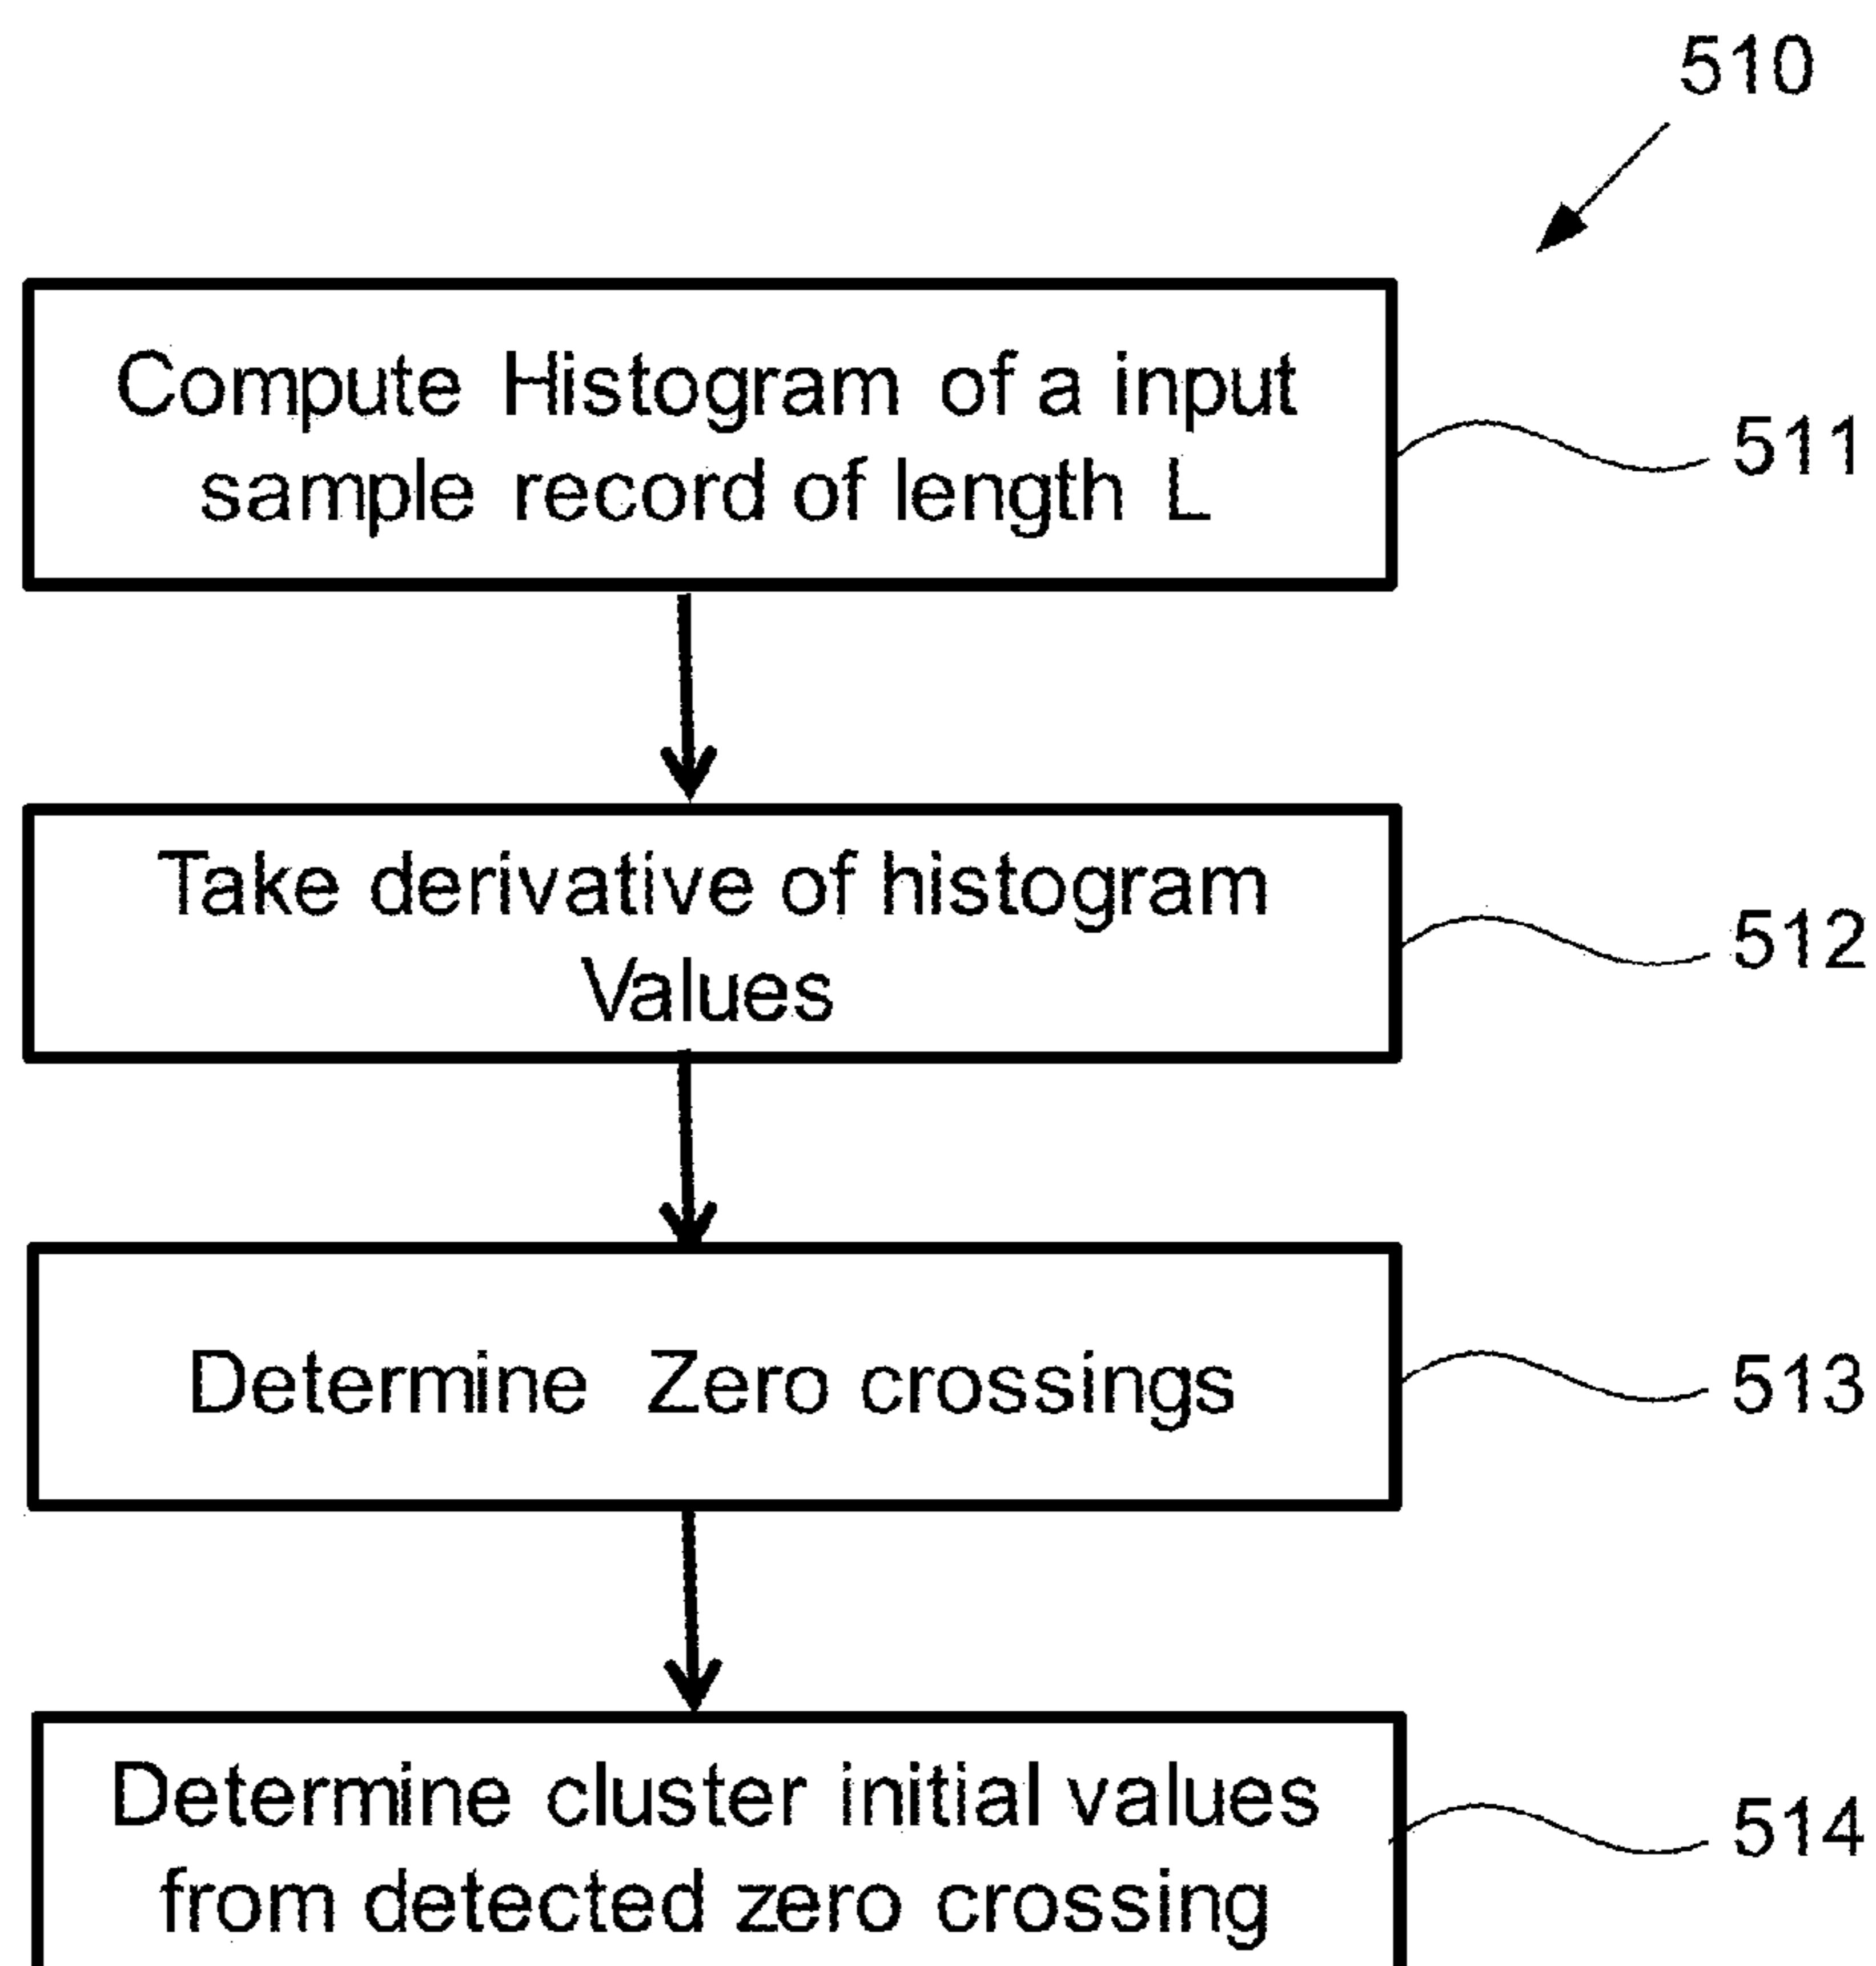 510
Compute Histogram of a input
sample record of length L
511
Take derivative of histogram
Values
512
Determine Zero crossings
513
Determine cluster initial values
from detected zero crossing
514